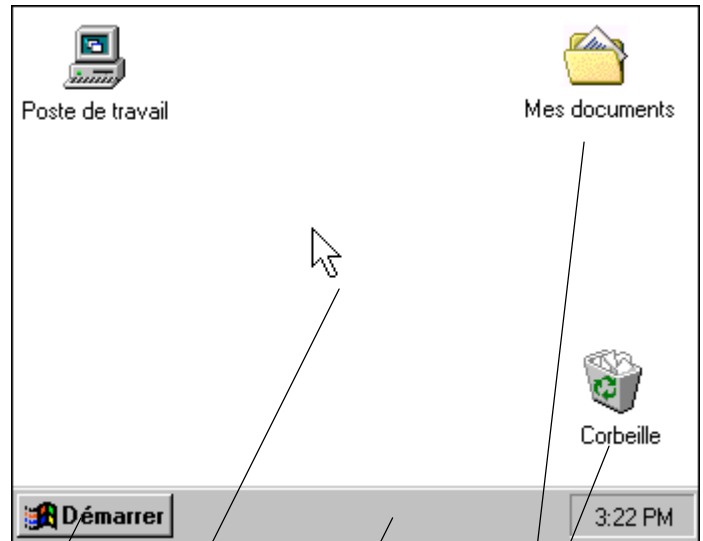 Poste de travail
Mes documents
Corbeille
Démarrer
3:22 PM